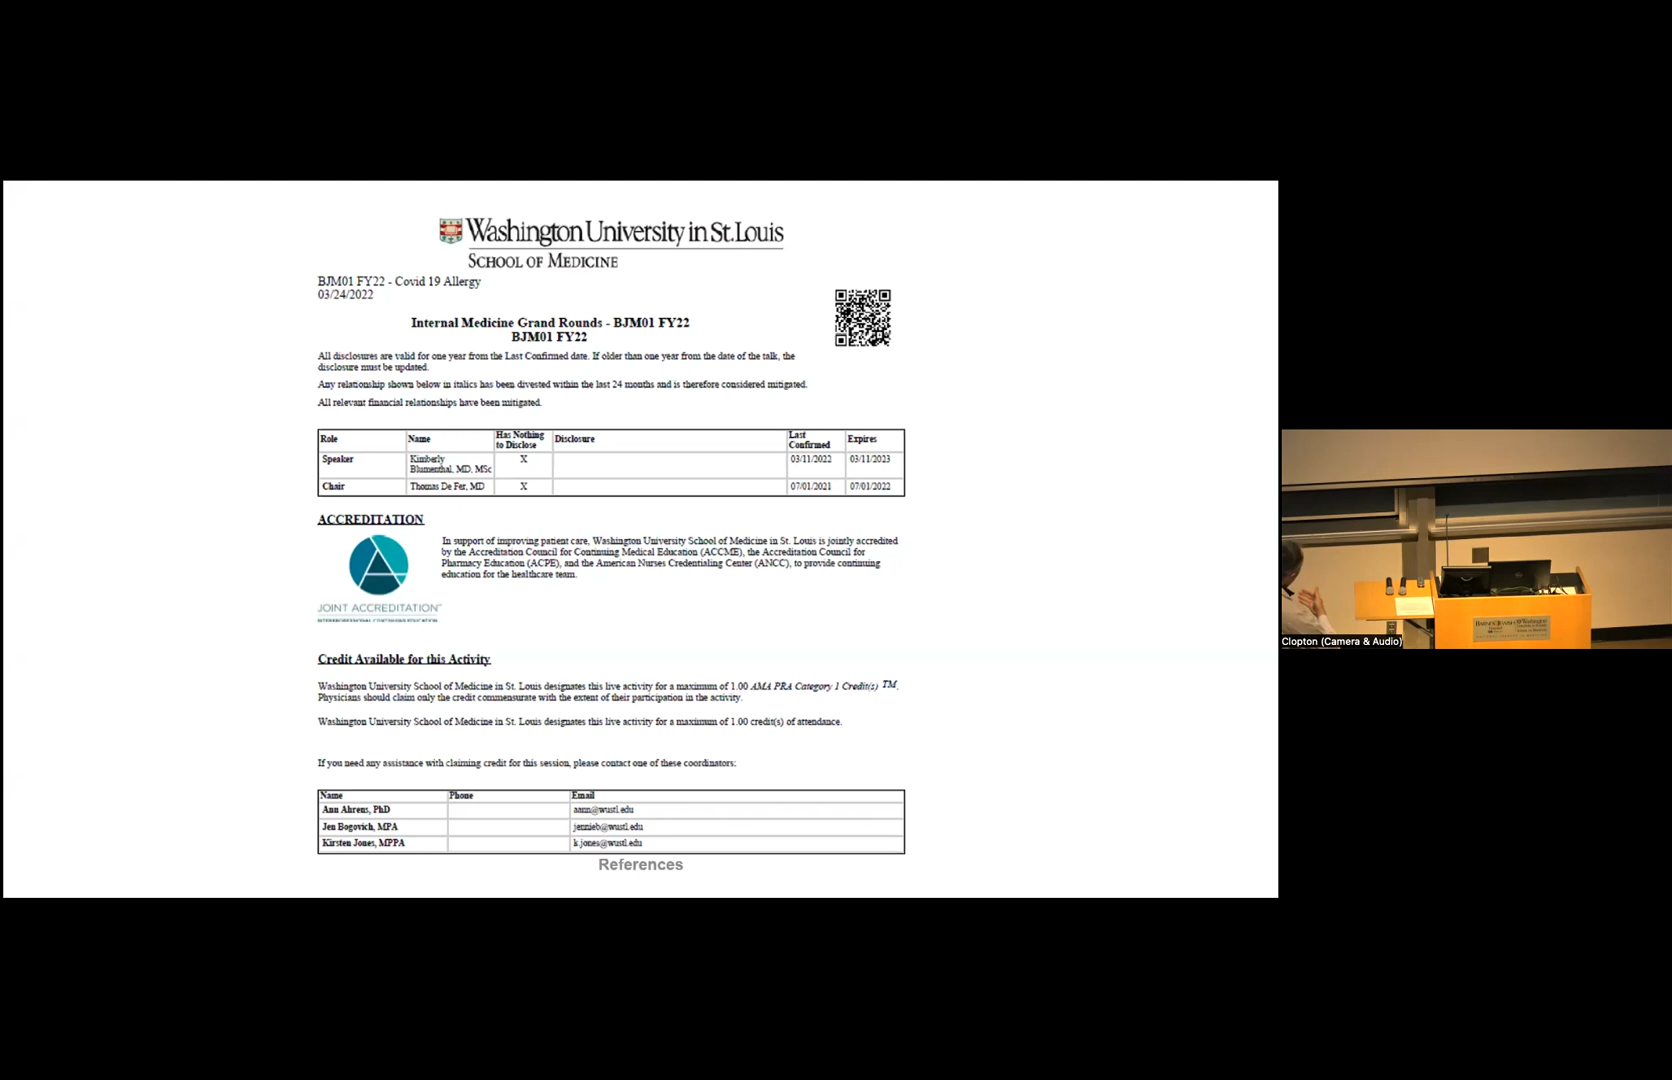 Washington University in St. Louis
SCHOOL OF MEDICINE
BJM01 FY22 - Covid 19 Allergy
03/24/2022
Internal Medicine Grand Rounds - BJM01 FY22
BJM01 FY22
All disclosures are valid for one year from the Last Confirmed date. If older than one year from the date of the talk, the
disclosure must be updated.
Any relationship shown below in italics has been divested within the last 24 months and is therefore considered mitigated.
All relevant financial relationships have been mitigated.
Role Name Has Nothing to Disclose Disclosure Last Confirmed Expires
Speaker Kimberly Blumenthal, MD, MSc X 03/11/2022 03/11/2023
Chair Thomas De Fer, MD X 07/01/2021 07/01/2022
ACCREDITATION
In support of improving patient care, Washington University School of Medicine in St. Louis is jointly accredited
by the Accreditation Council for Continuing Medical Education (ACCME), the Accreditation Council for
Pharmacy Education (ACPE), and the American Nurses Credentialing Center (ANCC), to provide continuing
education for the healthcare team.
JOINT ACCREDITATION™
INTERPROFESSIONAL CONTINUING EDUCATION
Credit Available for this Activity
Washington University School of Medicine in St. Louis designates this live activity for a maximum of 1.00 AMA PRA Category 1 Credit(s) TM.
Physicians should claim only the credit commensurate with the extent of their participation in the activity.
Washington University School of Medicine in St. Louis designates this live activity for a maximum of 1.00 credit(s) of attendance.
If you need any assistance with claiming credit for this session, please contact one of these coordinators:
Name Phone Email
Ann Ahrens, PhD aann@wustl.edu
Jen Bogovich, MPA jennieb@wustl.edu
Kirsten Jones, MPPA k.jones@wustl.edu
References
Clopton (Camera & Audio)